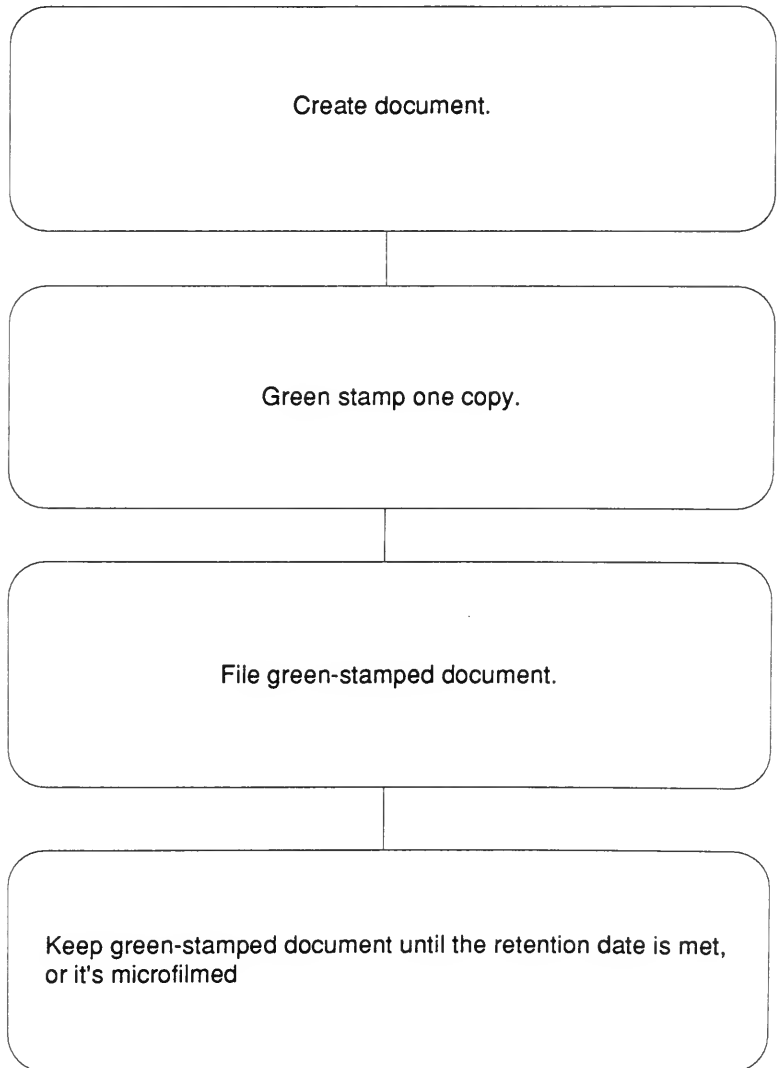 Create document.
Green stamp one copy.
File green-stamped document.
Keep green-stamped document until the retention date is met,
or it's microfilmed